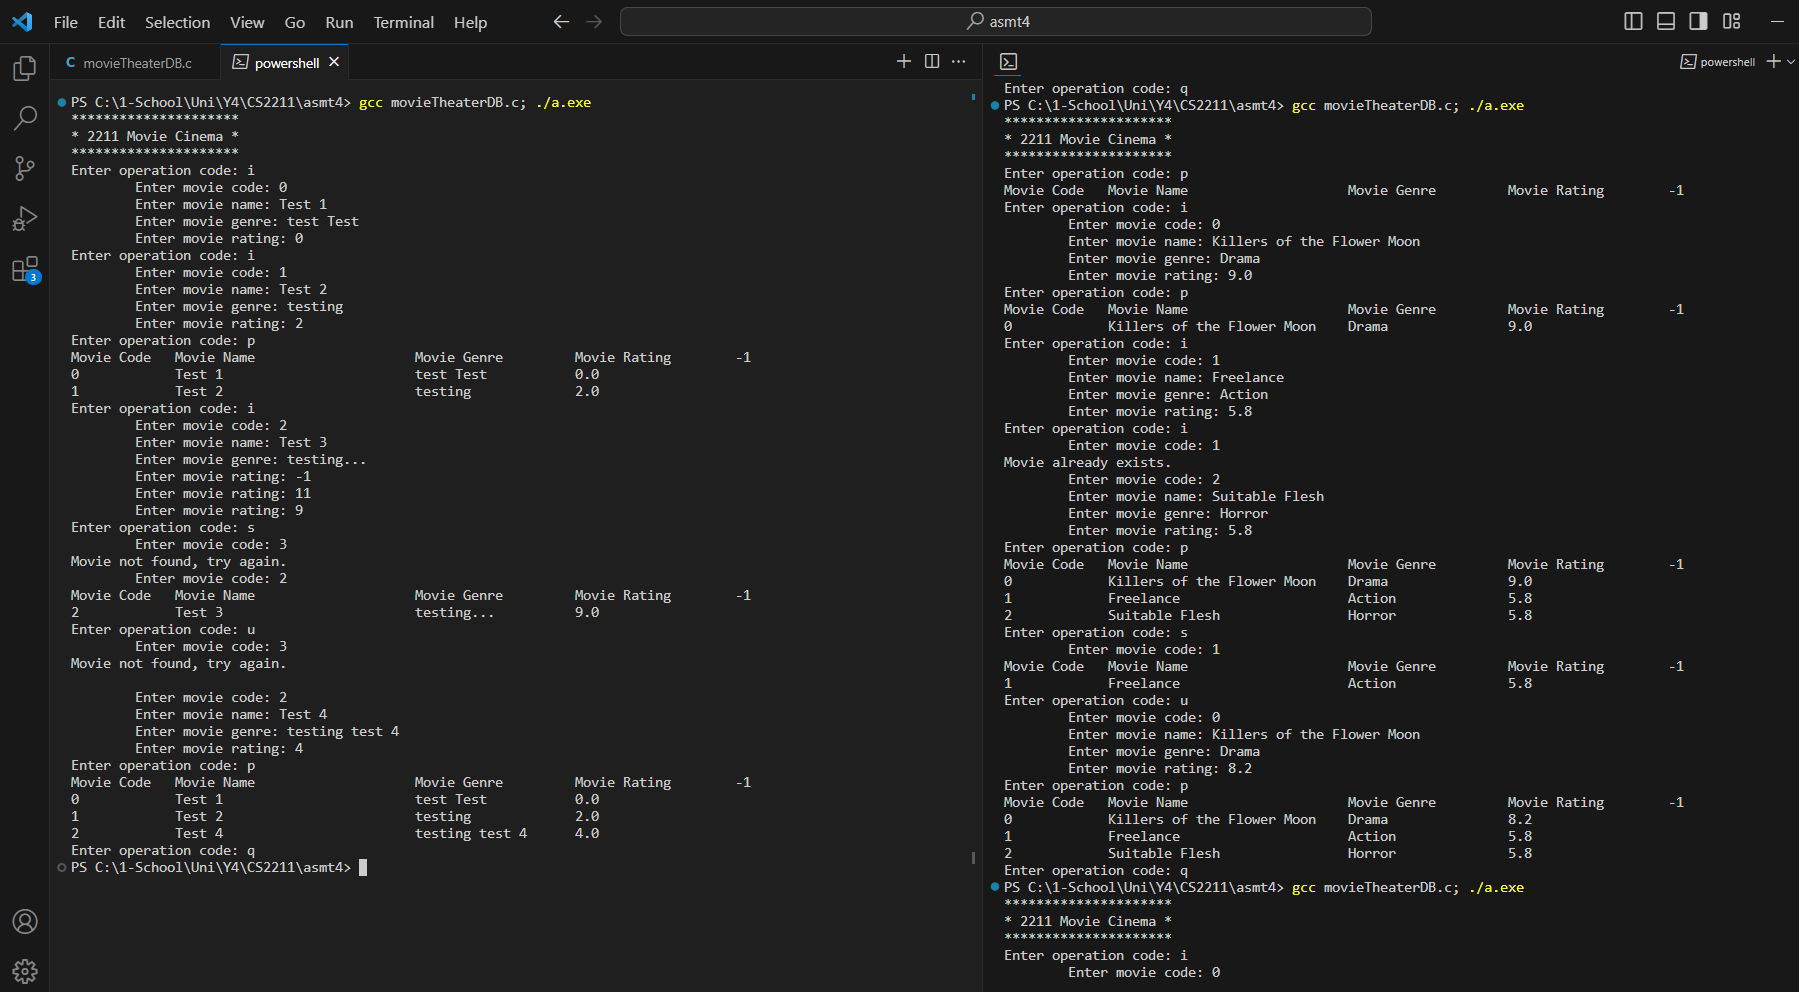 File Edit Selection View Go Run Terminal Help
asmt4
movieTheaterDB.c
powershell
PS C:\1-School\Uni\Y4\CS2211\asmt4> gcc movieTheaterDB.c; ./a.exe
*********************
* 2211 Movie Cinema *
*********************
Enter operation code: i
Enter movie code: 0
Enter movie name: Test 1
Enter movie genre: test Test
Enter movie rating: 0
Enter operation code: i
Enter movie code: 1
Enter movie name: Test 2
Enter movie genre: testing
Enter movie rating: 2
Enter operation code: p
Movie Code Movie Name Movie Genre Movie Rating -1
0 Test 1 test Test 0.0
1 Test 2 testing 2.0
Enter operation code: i
Enter movie code: 2
Enter movie name: Test 3
Enter movie genre: testing...
Enter movie rating: -1
Enter movie rating: 11
Enter movie rating: 9
Enter operation code: s
Enter movie code: 3
Movie not found, try again.
Enter movie code: 2
Movie Code Movie Name Movie Genre Movie Rating -1
2 Test 3 testing... 9.0
Enter operation code: u
Enter movie code: 3
Movie not found, try again.
Enter movie code: 2
Enter movie name: Test 4
Enter movie genre: testing test 4
Enter movie rating: 4
Enter operation code: p
Movie Code Movie Name Movie Genre Movie Rating -1
0 Test 1 test Test 0.0
1 Test 2 testing 2.0
2 Test 4 testing test 4 4.0
Enter operation code: q
PS C:\1-School\Uni\Y4\CS2211\asmt4>
powershell
Enter operation code: q
PS C:\1-School\Uni\Y4\CS2211\asmt4> gcc movieTheaterDB.c; ./a.exe
*********************
* 2211 Movie Cinema *
*********************
Enter operation code: p
Movie Code Movie Name Movie Genre Movie Rating -1
Enter operation code: i
Enter movie code: 0
Enter movie name: Killers of the Flower Moon
Enter movie genre: Drama
Enter movie rating: 9.0
Enter operation code: p
Movie Code Movie Name Movie Genre Movie Rating -1
0 Killers of the Flower Moon Drama 9.0
Enter operation code: i
Enter movie code: 1
Enter movie name: Freelance
Enter movie genre: Action
Enter movie rating: 5.8
Enter operation code: i
Enter movie code: 1
Movie already exists.
Enter movie code: 2
Enter movie name: Suitable Flesh
Enter movie genre: Horror
Enter movie rating: 5.8
Enter operation code: p
Movie Code Movie Name Movie Genre Movie Rating -1
0 Killers of the Flower Moon Drama 9.0
1 Freelance Action 5.8
2 Suitable Flesh Horror 5.8
Enter operation code: s
Enter movie code: 1
Movie Code Movie Name Movie Genre Movie Rating -1
1 Freelance Action 5.8
Enter operation code: u
Enter movie code: 0
Enter movie name: Killers of the Flower Moon
Enter movie genre: Drama
Enter movie rating: 8.2
Enter operation code: p
Movie Code Movie Name Movie Genre Movie Rating -1
0 Killers of the Flower Moon Drama 8.2
1 Freelance Action 5.8
2 Suitable Flesh Horror 5.8
Enter operation code: q
PS C:\1-School\Uni\Y4\CS2211\asmt4> gcc movieTheaterDB.c; ./a.exe
*********************
* 2211 Movie Cinema *
*********************
Enter operation code: i
Enter movie code: 0
3